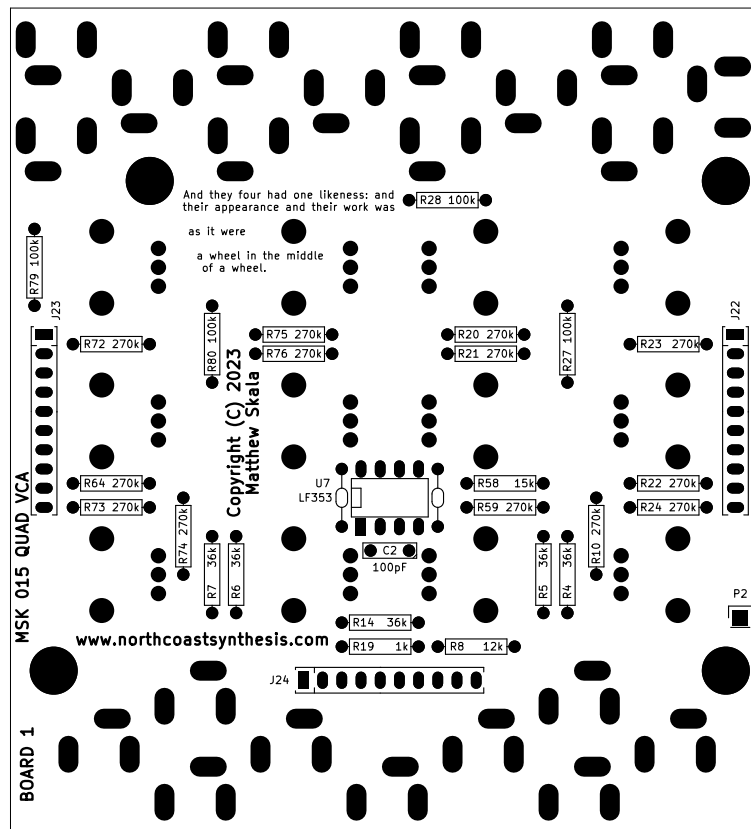 And they four had one likeness: and
their appearance and their work was
as it were
a wheel in the middle
of a wheel.
R28 100k
R79 100k
J23
J22
R72 270k
R80 100k
R75 270k
R76 270k
R20 270k
R21 270k
R27 100k
R23 270k
Copyright (C) 2023
Matthew Skala
U7
LF353
R64 270k
R73 270k
R58 15k
R59 270k
R22 270k
R24 270k
MSK 015 QUAD VCA
R74 270k
R7 36k
R6 36k
C2
100pF
R5 36k
R4 36k
R10 270k
P2
R14 36k
R19 1k
R8 12k
www.northcoastsynthesis.com
J24
BOARD 1